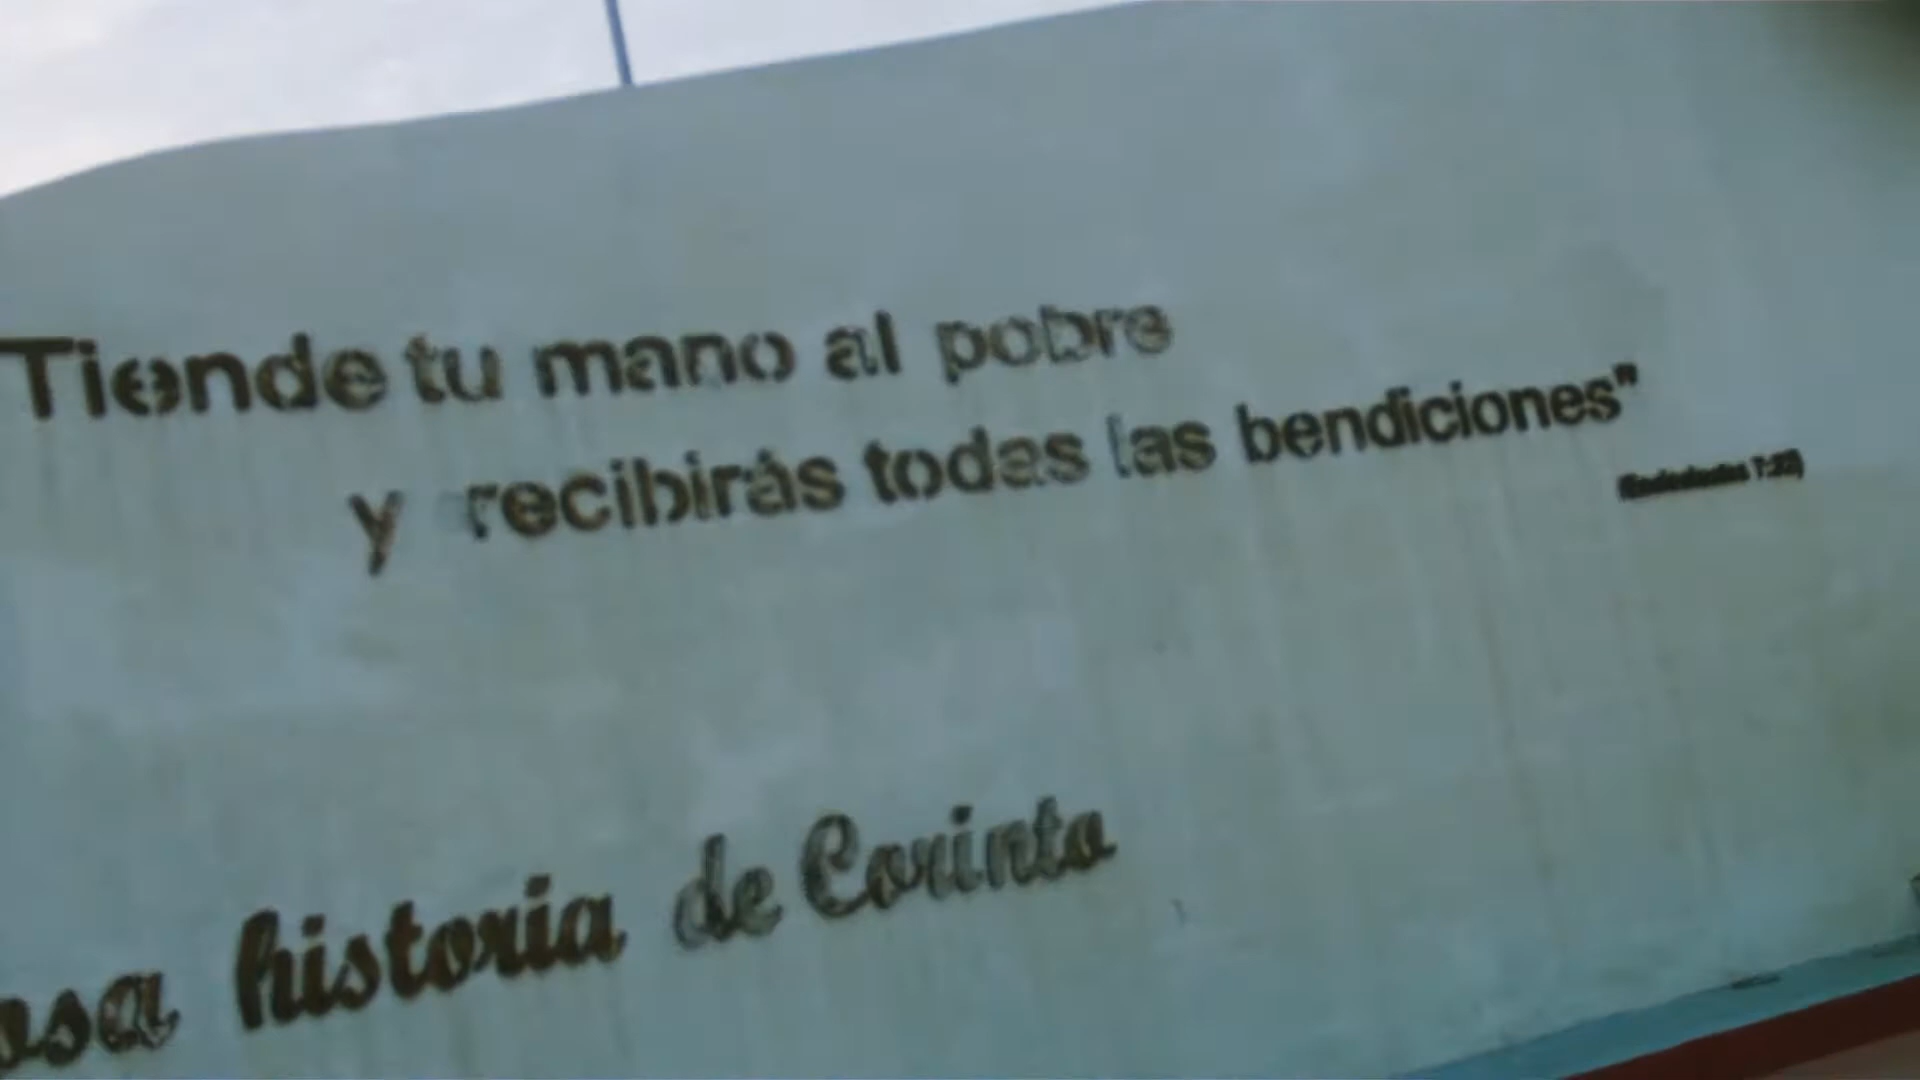 Tiende tu mano al pobre
y recibirás todas las bendiciones"
historia de Corinto